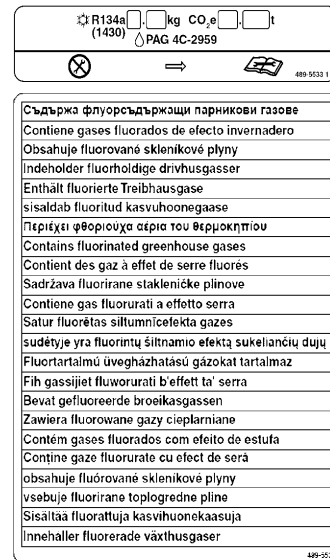 R134a . kg CO2e . t
(1430)
PAG 4C-2959
489-5533 1
Съдържа флуорсъдържащи парникови газове
Contiene gases fluorados de efecto invernadero
Obsahuje fluorované skleníkové plyny
Indeholder fluorholdige drivhusgasser
Enthält fluorierte Treibhausgase
sisaldab fluoritud kasvuhoonegaase
Περιέχει φθοριούχα αέρια του θερμοκηπίου
Contains fluorinated greenhouse gases
Contient des gaz à effet de serre fluorés
Sadržava fluorirane stakleničke plinove
Contiene gas fluorurati a effetto serra
Satur fluorētas siltumnīcefekta gazes
sudėtyje yra fluorintų šiltnamio efektą sukeliančių dujų
Fluortartalmú üvegházhatású gázokat tartalmaz
Fih gassijiet fluworurati b'effett ta' serra
Bevat gefluoreerde broeikasgassen
Zawiera fluorowane gazy cieplarniane
Contém gases fluorados com efeito de estufa
Conține gaze fluorurate cu efect de seră
obsahuje fluórované skleníkové plyny
vsebuje fluorirane toplogredne pline
Sisältää fluorattuja kasvihuonekaasuja
Innehåller fluorerade växthusgaser